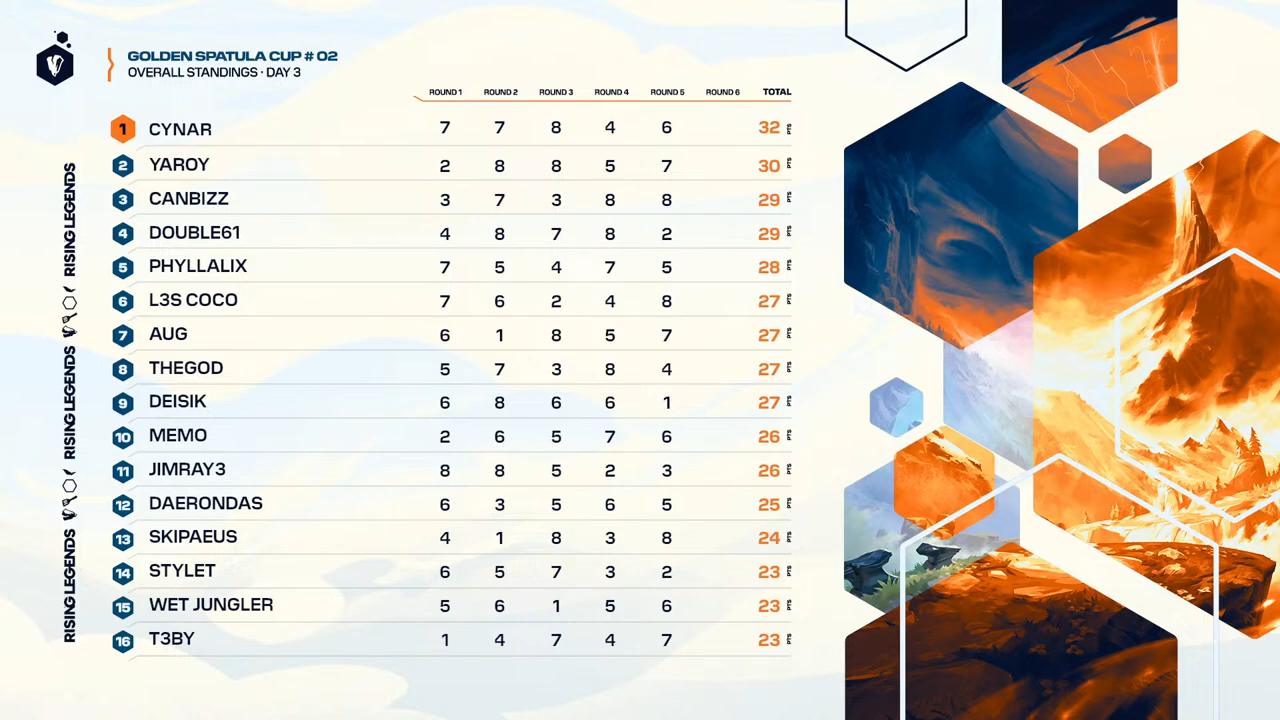 GOLDEN SPATULA CUP # 02
OVERALL STANDINGS · DAY 3
ROUND 1 ROUND 2 ROUND 3 ROUND 4 ROUND 5 ROUND 6 TOTAL
1 CYNAR 7 7 8 4 6 32 PTS
2 YAROY 2 8 8 5 7 30 PTS
3 CANBIZZ 3 7 3 8 8 29 PTS
4 DOUBLE61 4 8 7 8 2 29 PTS
5 PHYLLALIX 7 5 4 7 5 28 PTS
6 L3S COCO 7 6 2 4 8 27 PTS
7 AUG 6 1 8 5 7 27 PTS
8 THEGOD 5 7 3 8 4 27 PTS
9 DEISIK 6 8 6 6 1 27 PTS
10 MEMO 2 6 5 7 6 26 PTS
11 JIMRAY3 8 8 5 2 3 26 PTS
12 DAERONDAS 6 3 5 6 5 25 PTS
13 SKIPAEUS 4 1 8 3 8 24 PTS
14 STYLET 6 5 7 3 2 23 PTS
15 WET JUNGLER 5 6 1 5 6 23 PTS
16 T3BY 1 4 7 4 7 23 PTS
RISING LEGENDS RISING LEGENDS RISING LEGENDS